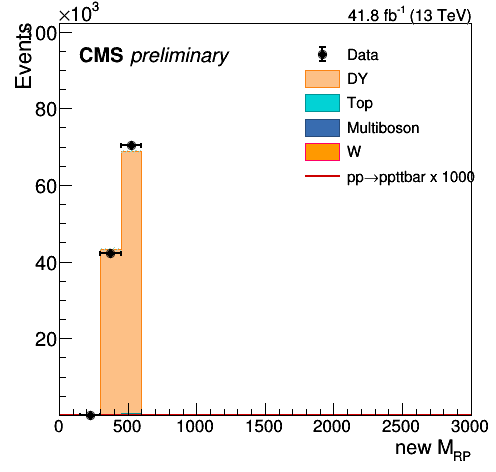 ×10³
41.8 fb⁻¹ (13 TeV)
Events
CMS preliminary
Data
DY
Top
Multiboson
W
pp→ppttbar x 1000
100
80
60
40
20
0 500 1000 1500 2000 2500 3000
new M_RP